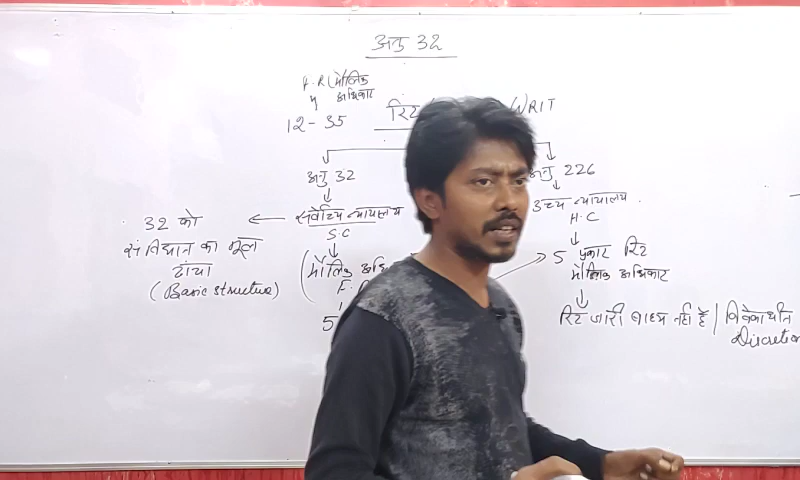 अनु 32
F.R (मौलिक
अधिकार
12-35
रिट WRIT
अनु 32
अनु 226
सर्वोच्य न्यायालय
S.C
उच्य न्यायालय
H.C
32 को
संविधान का मूल
ढांचा
(Basic structure)
(मौलिक अधि
F.
5
5 प्रकार रिट
मौलिक अधिकार
रिट जारी बाध्य नहीं है / विवेकाधीन
Discretion